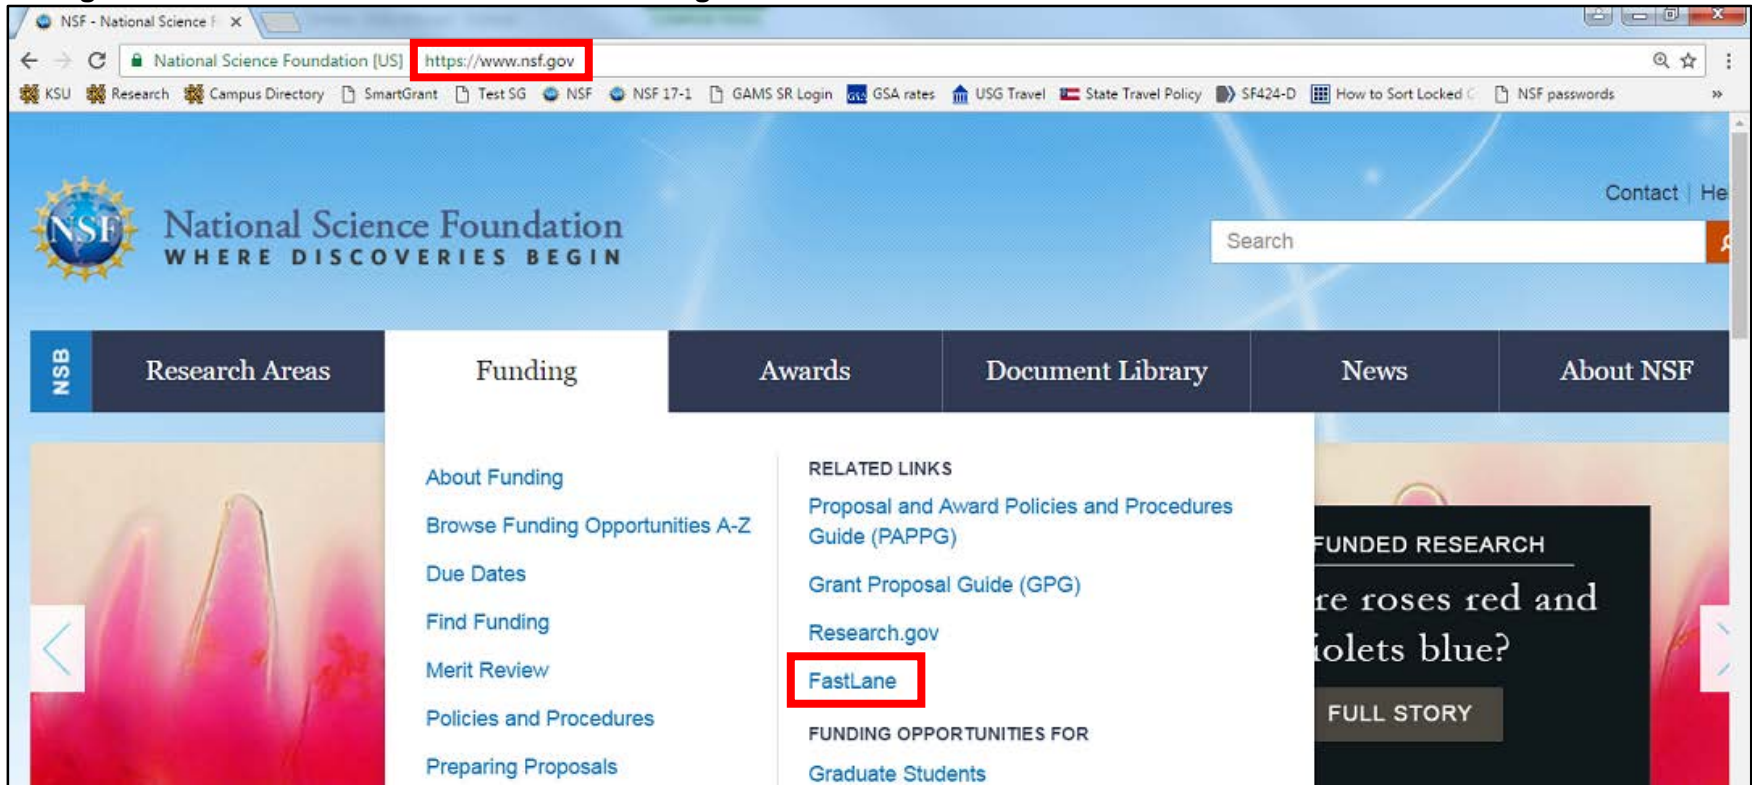 NSF - National Science F
National Science Foundation [US] https://www.nsf.gov
KSU Research Campus Directory SmartGrant Test SG NSF NSF 17-1 GAMS SR Login GSA GSA rates USG Travel State Travel Policy SF424-D How to Sort Locked C NSF passwords »
Contact | He
NSF National Science Foundation
WHERE DISCOVERIES BEGIN
Search
NSB Research Areas Funding Awards Document Library News About NSF
About Funding
Browse Funding Opportunities A-Z
Due Dates
Find Funding
Merit Review
Policies and Procedures
Preparing Proposals
RELATED LINKS
Proposal and Award Policies and Procedures
Guide (PAPPG)
Grant Proposal Guide (GPG)
Research.gov
FastLane
FUNDING OPPORTUNITIES FOR
Graduate Students
FUNDED RESEARCH
re roses red and
iolets blue?
FULL STORY